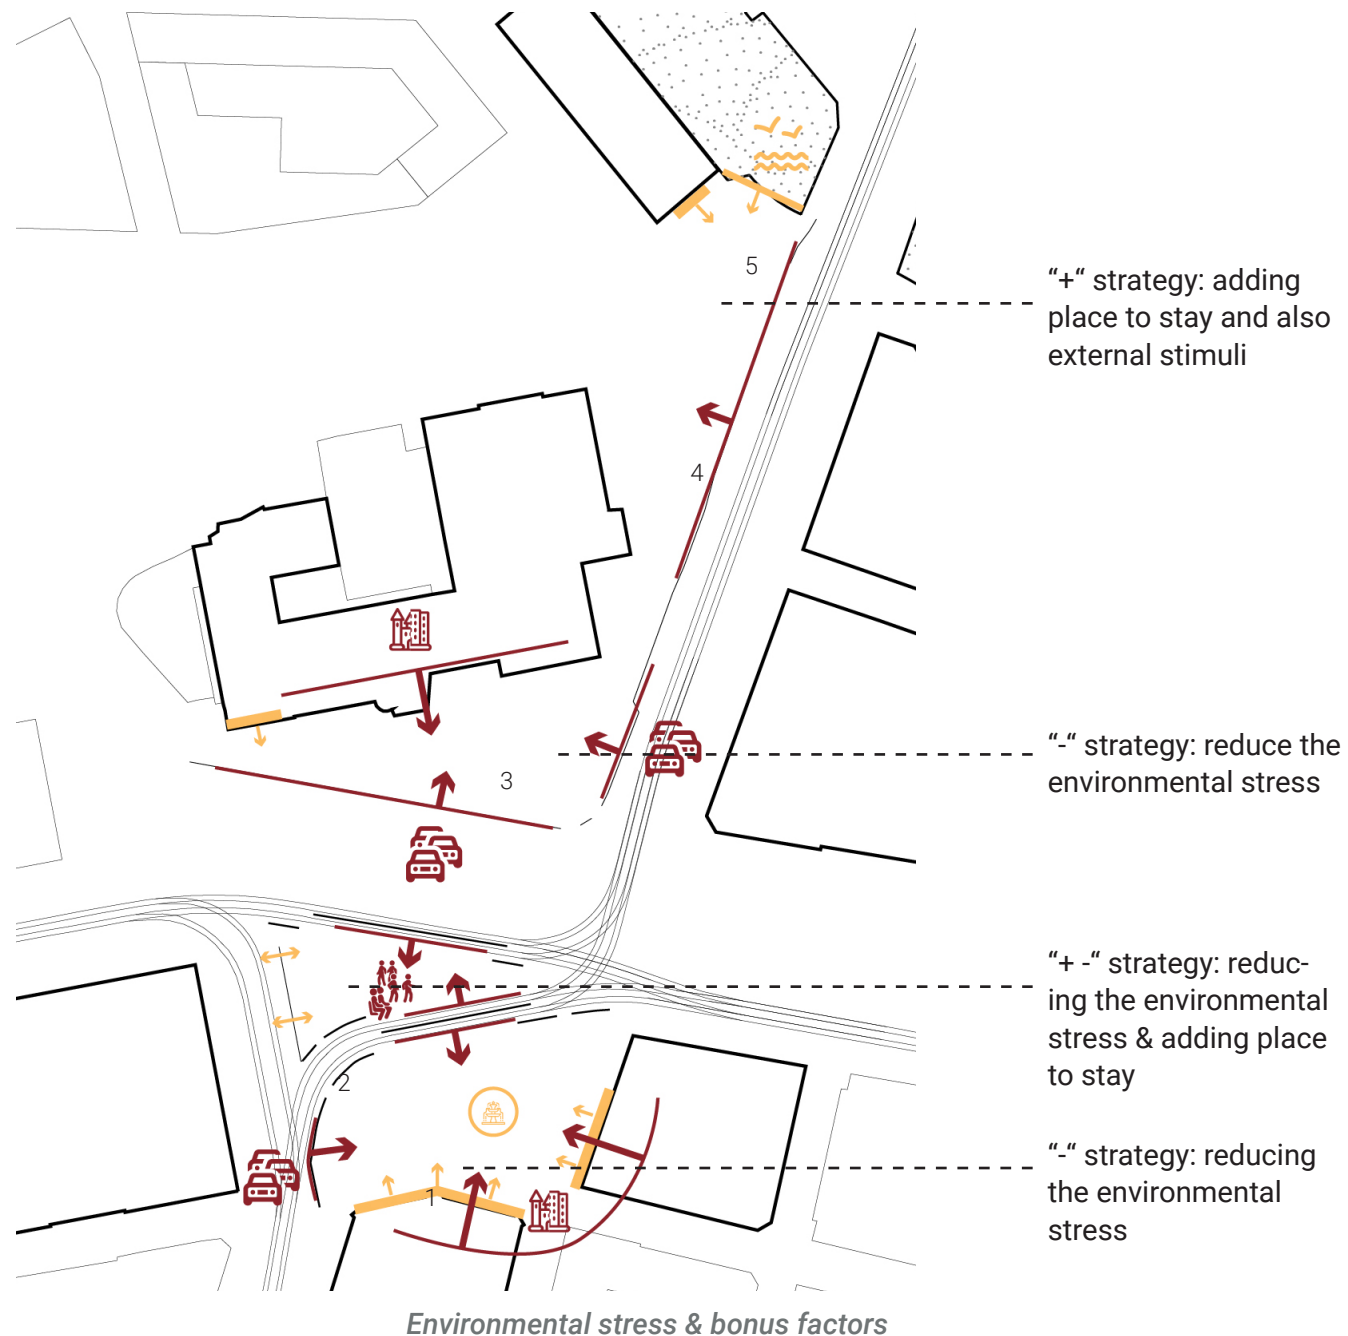 5
“+“ strategy: adding
place to stay and also
external stimuli
4
“-“ strategy: reduce the
environmental stress
3
“+ -“ strategy: reduc-
ing the environmental
stress & adding place
to stay
2
“-“ strategy: reducing
the environmental
stress
1
Environmental stress & bonus factors